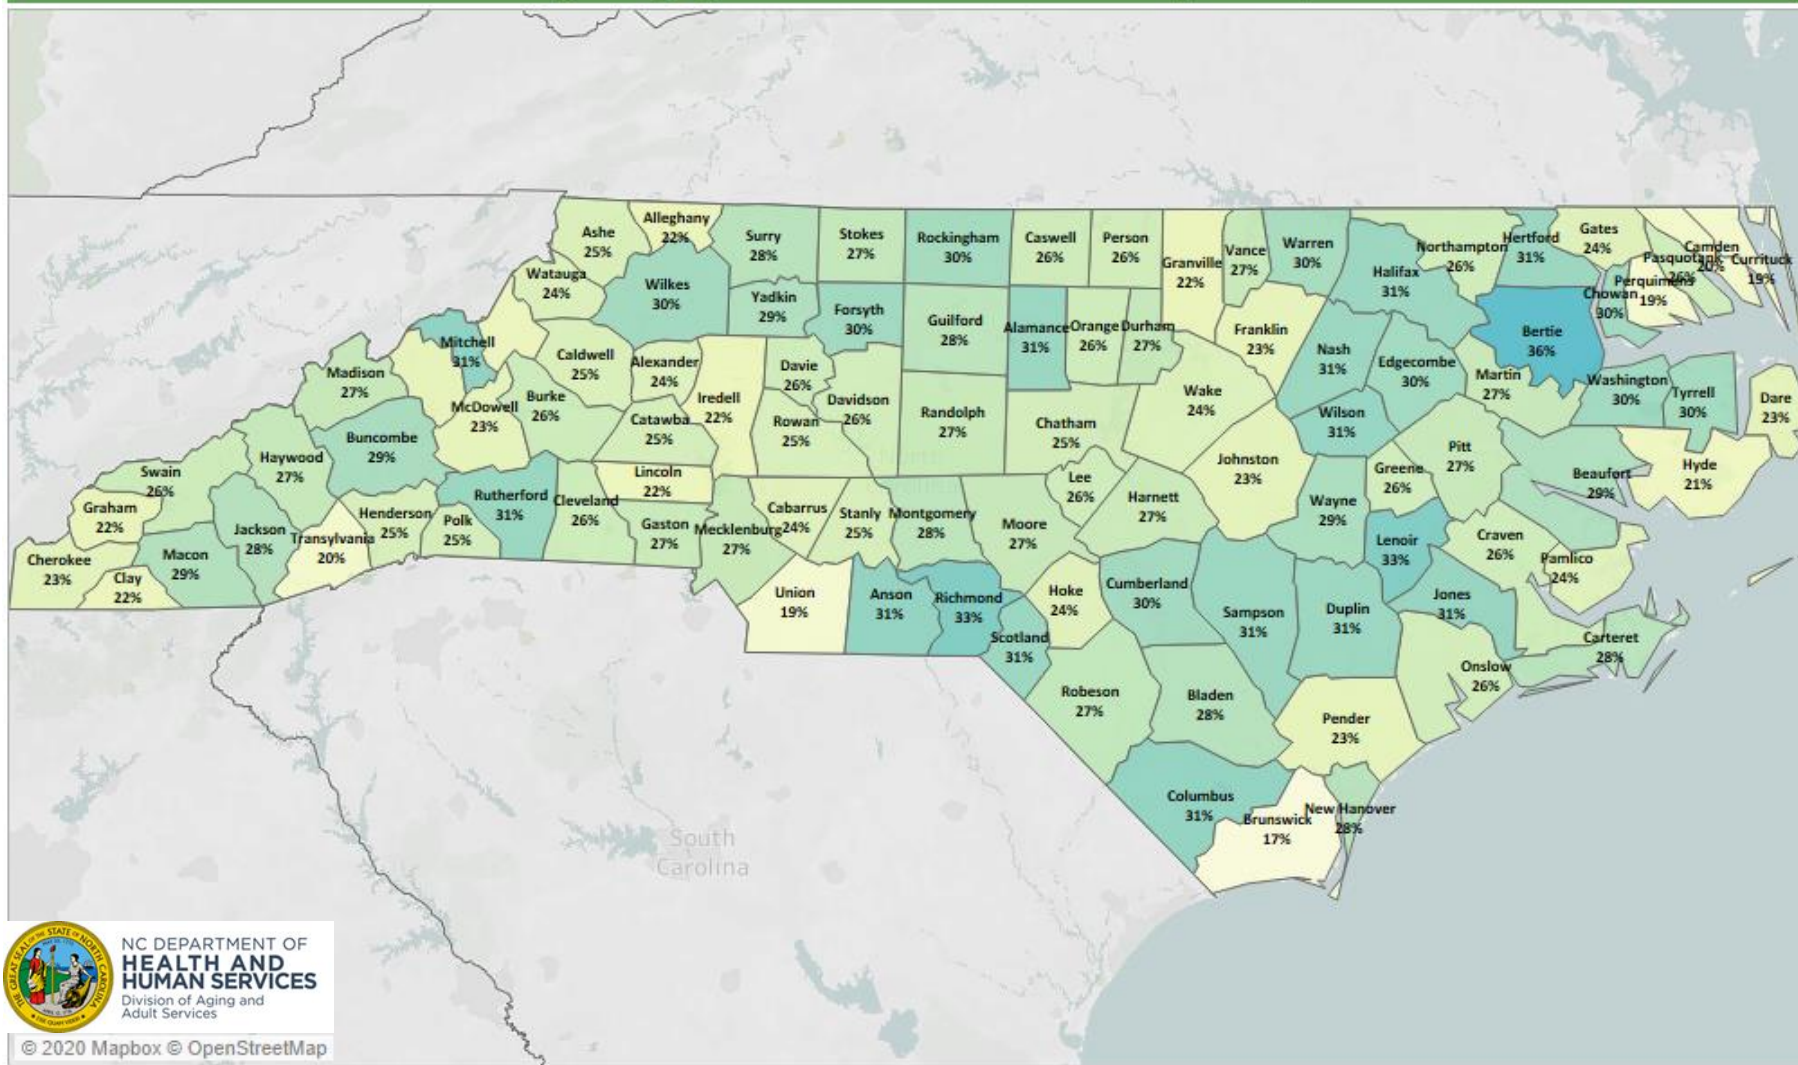 Ashe
25%
Alleghany
22%
Surry
28%
Stokes
27%
Rockingham
30%
Caswell
26%
Person
26%
Granville
22%
Vance
27%
Warren
30%
Halifax
31%
Northampton
26%
Hertford
31%
Gates
24%
Pasquotank
26%
Camden
20%
Currituck
19%
Perquimens
19%
Chowan
30%
Bertie
36%
Watauga
24%
Wilkes
30%
Yadkin
29%
Forsyth
30%
Guilford
28%
Alamance
31%
Orange
26%
Durham
27%
Franklin
23%
Nash
31%
Edgecombe
30%
Martin
27%
Washington
30%
Tyrrell
30%
Dare
23%
Mitchell
31%
Madison
27%
Caldwell
25%
Alexander
24%
Iredell
22%
Davie
26%
Davidson
26%
Randolph
27%
Chatham
25%
Wake
24%
Wilson
31%
Pitt
27%
McDowell
23%
Burke
26%
Catawba
25%
Rowan
25%
Buncombe
29%
Haywood
27%
Swain
26%
Graham
22%
Cherokee
23%
Clay
22%
Macon
29%
Jackson
28%
Transylvania
20%
Henderson
25%
Polk
25%
Rutherford
31%
Cleveland
26%
Lincoln
22%
Gaston
27%
Mecklenburg
27%
Cabarrus
24%
Stanly
25%
Montgomery
28%
Moore
27%
Lee
26%
Harnett
27%
Johnston
23%
Wayne
29%
Greene
26%
Lenoir
33%
Beaufort
29%
Hyde
21%
Craven
26%
Pamlico
24%
Union
19%
Anson
31%
Richmond
33%
Scotland
31%
Hoke
24%
Cumberland
30%
Sampson
31%
Duplin
31%
Jones
31%
Onslow
26%
Carteret
28%
Robeson
27%
Bladen
28%
Pender
23%
Columbus
31%
Brunswick
17%
New Hanover
28%
South
Carolina
NC DEPARTMENT OF
HEALTH AND
HUMAN SERVICES
Division of Aging and
Adult Services
© 2020 Mapbox © OpenStreetMap